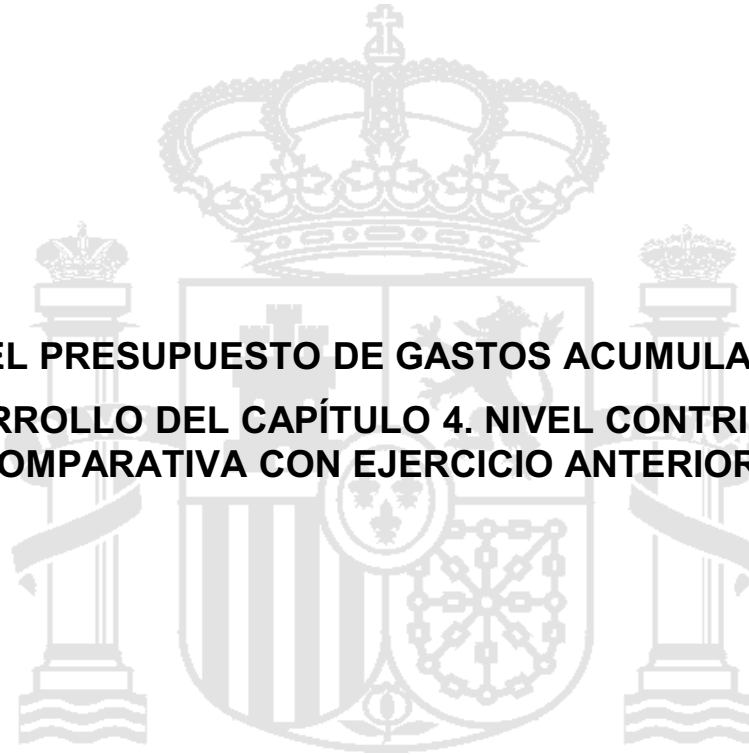 EL PRESUPUESTO DE GASTOS ACUMULA
RROLLO DEL CAPÍTULO 4. NIVEL CONTRI
OMPARATIVA CON EJERCICIO ANTERIOR